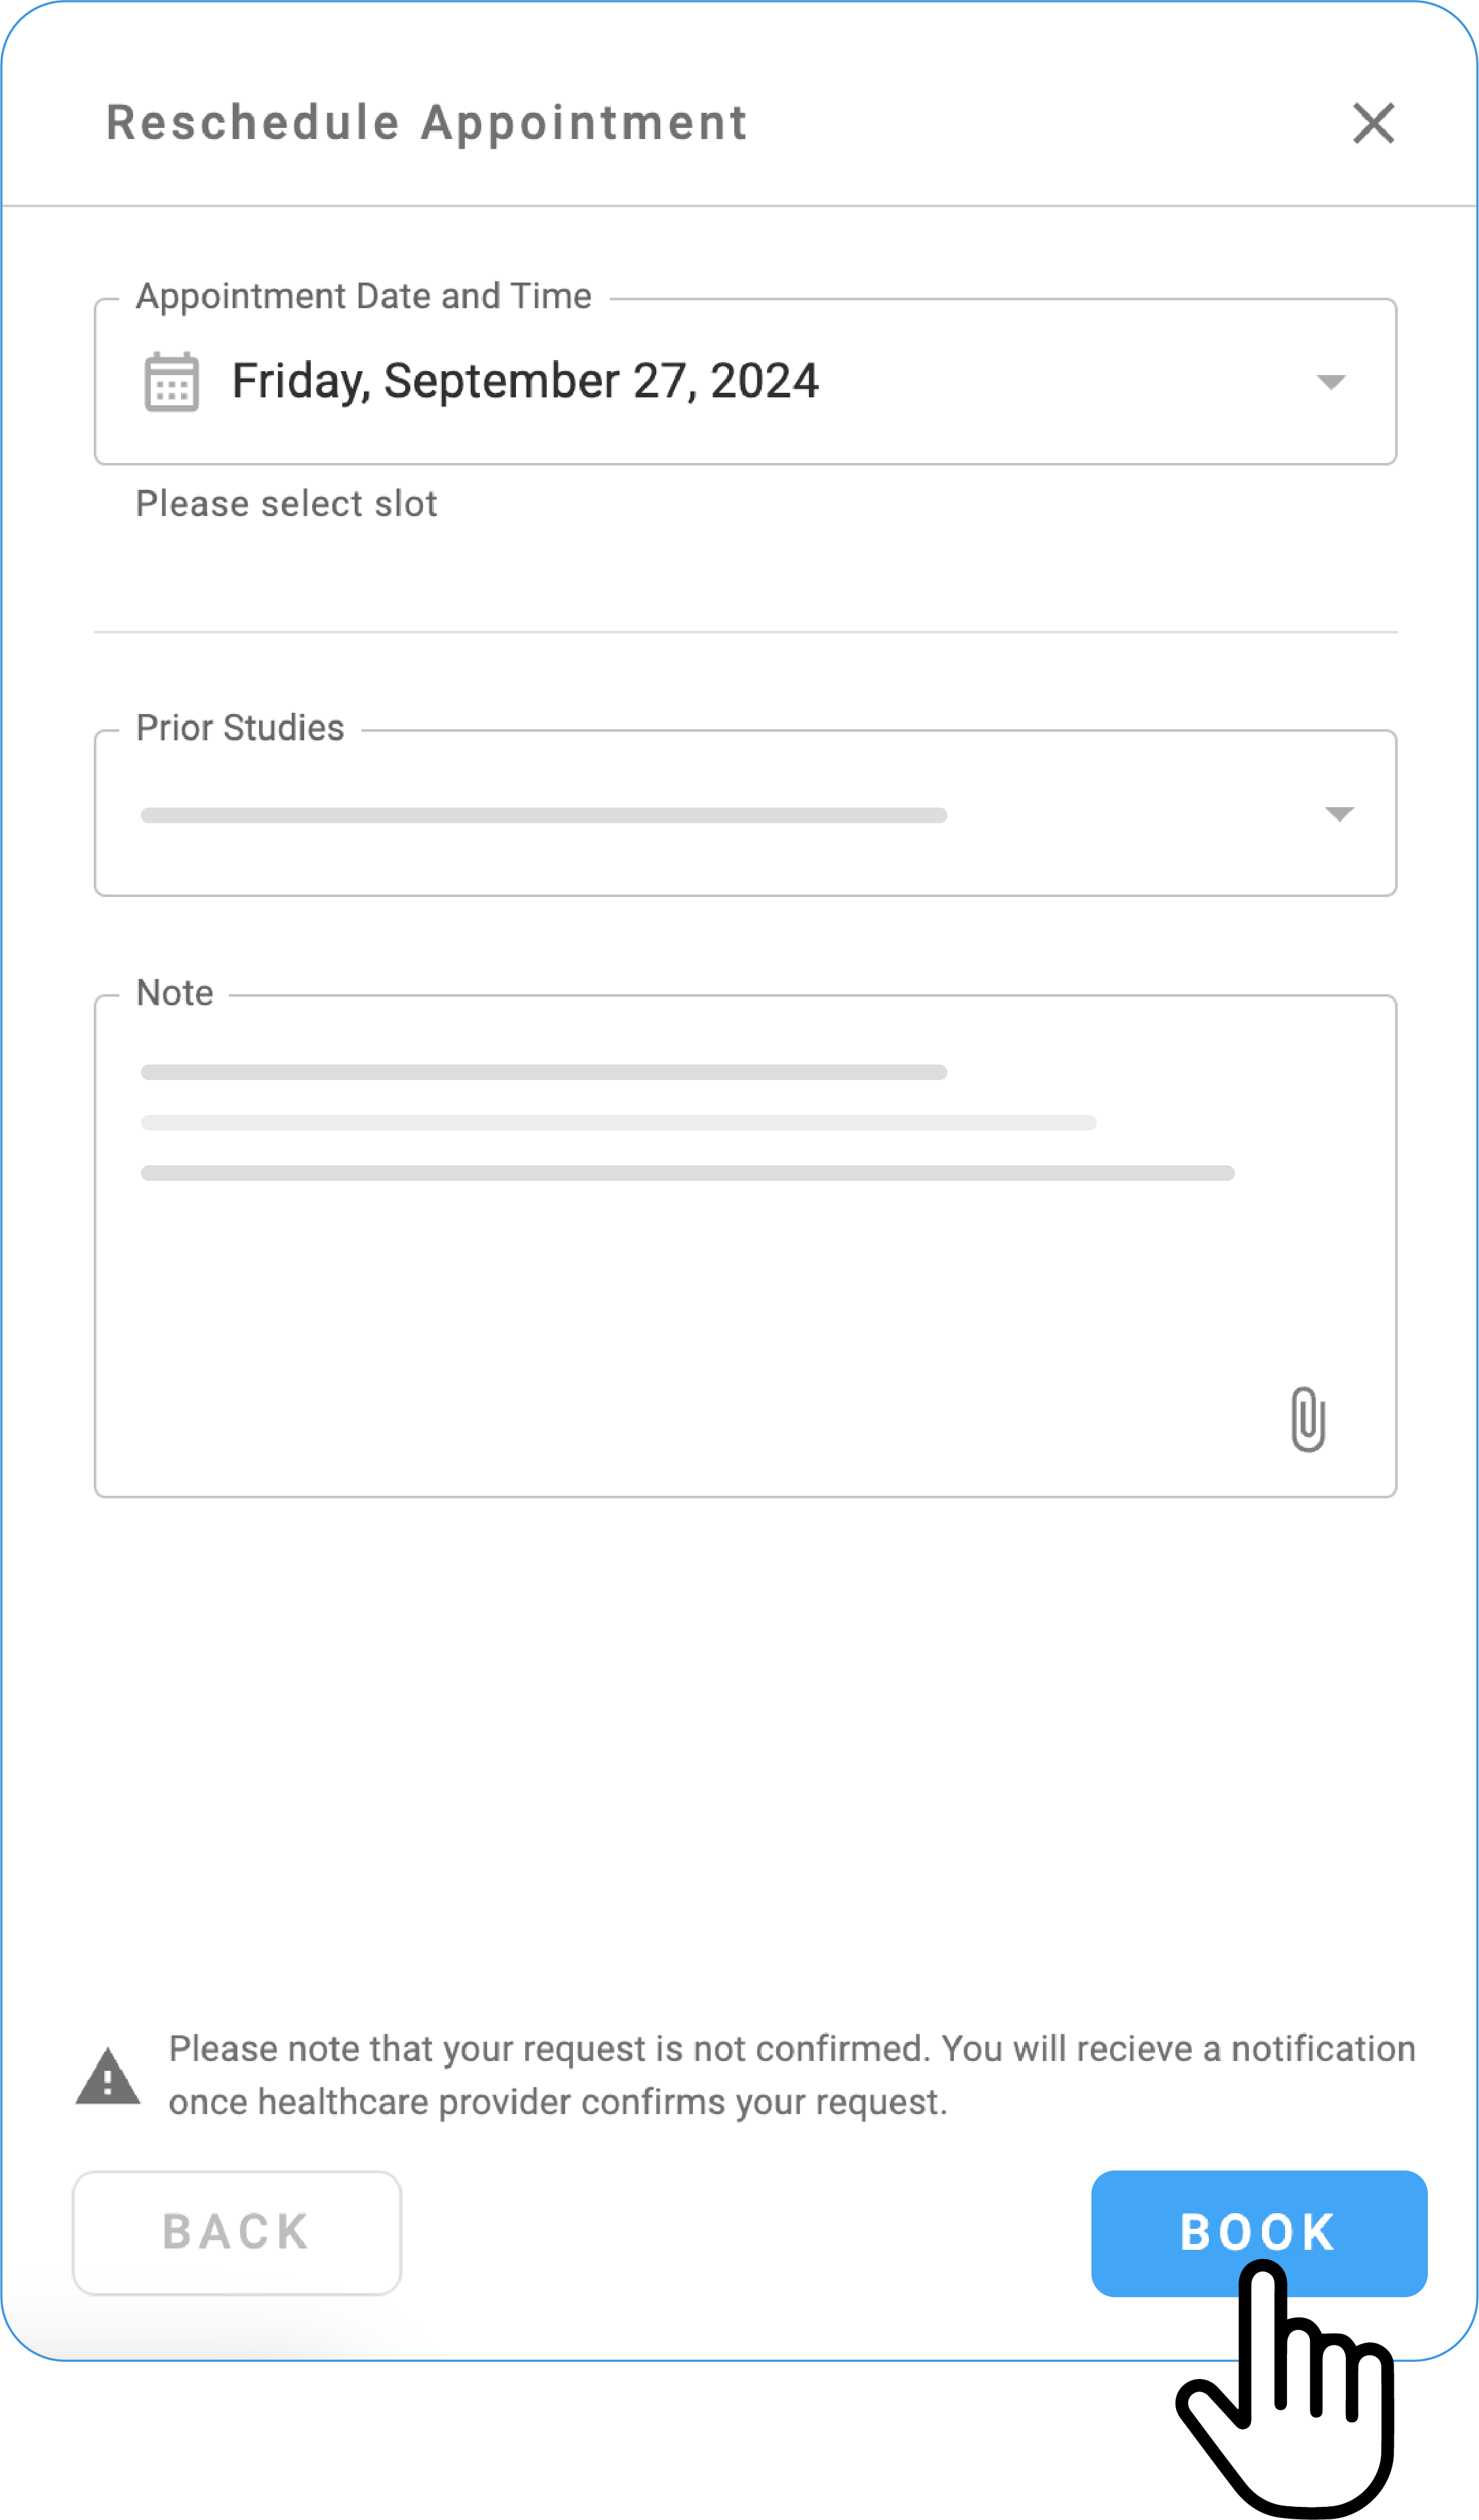 Reschedule Appointment
Appointment Date and Time
Friday, September 27, 2024
Please select slot
Prior Studies
Note
Please note that your request is not confirmed. You will recieve a notification
once healthcare provider confirms your request.
BACK
BOOK